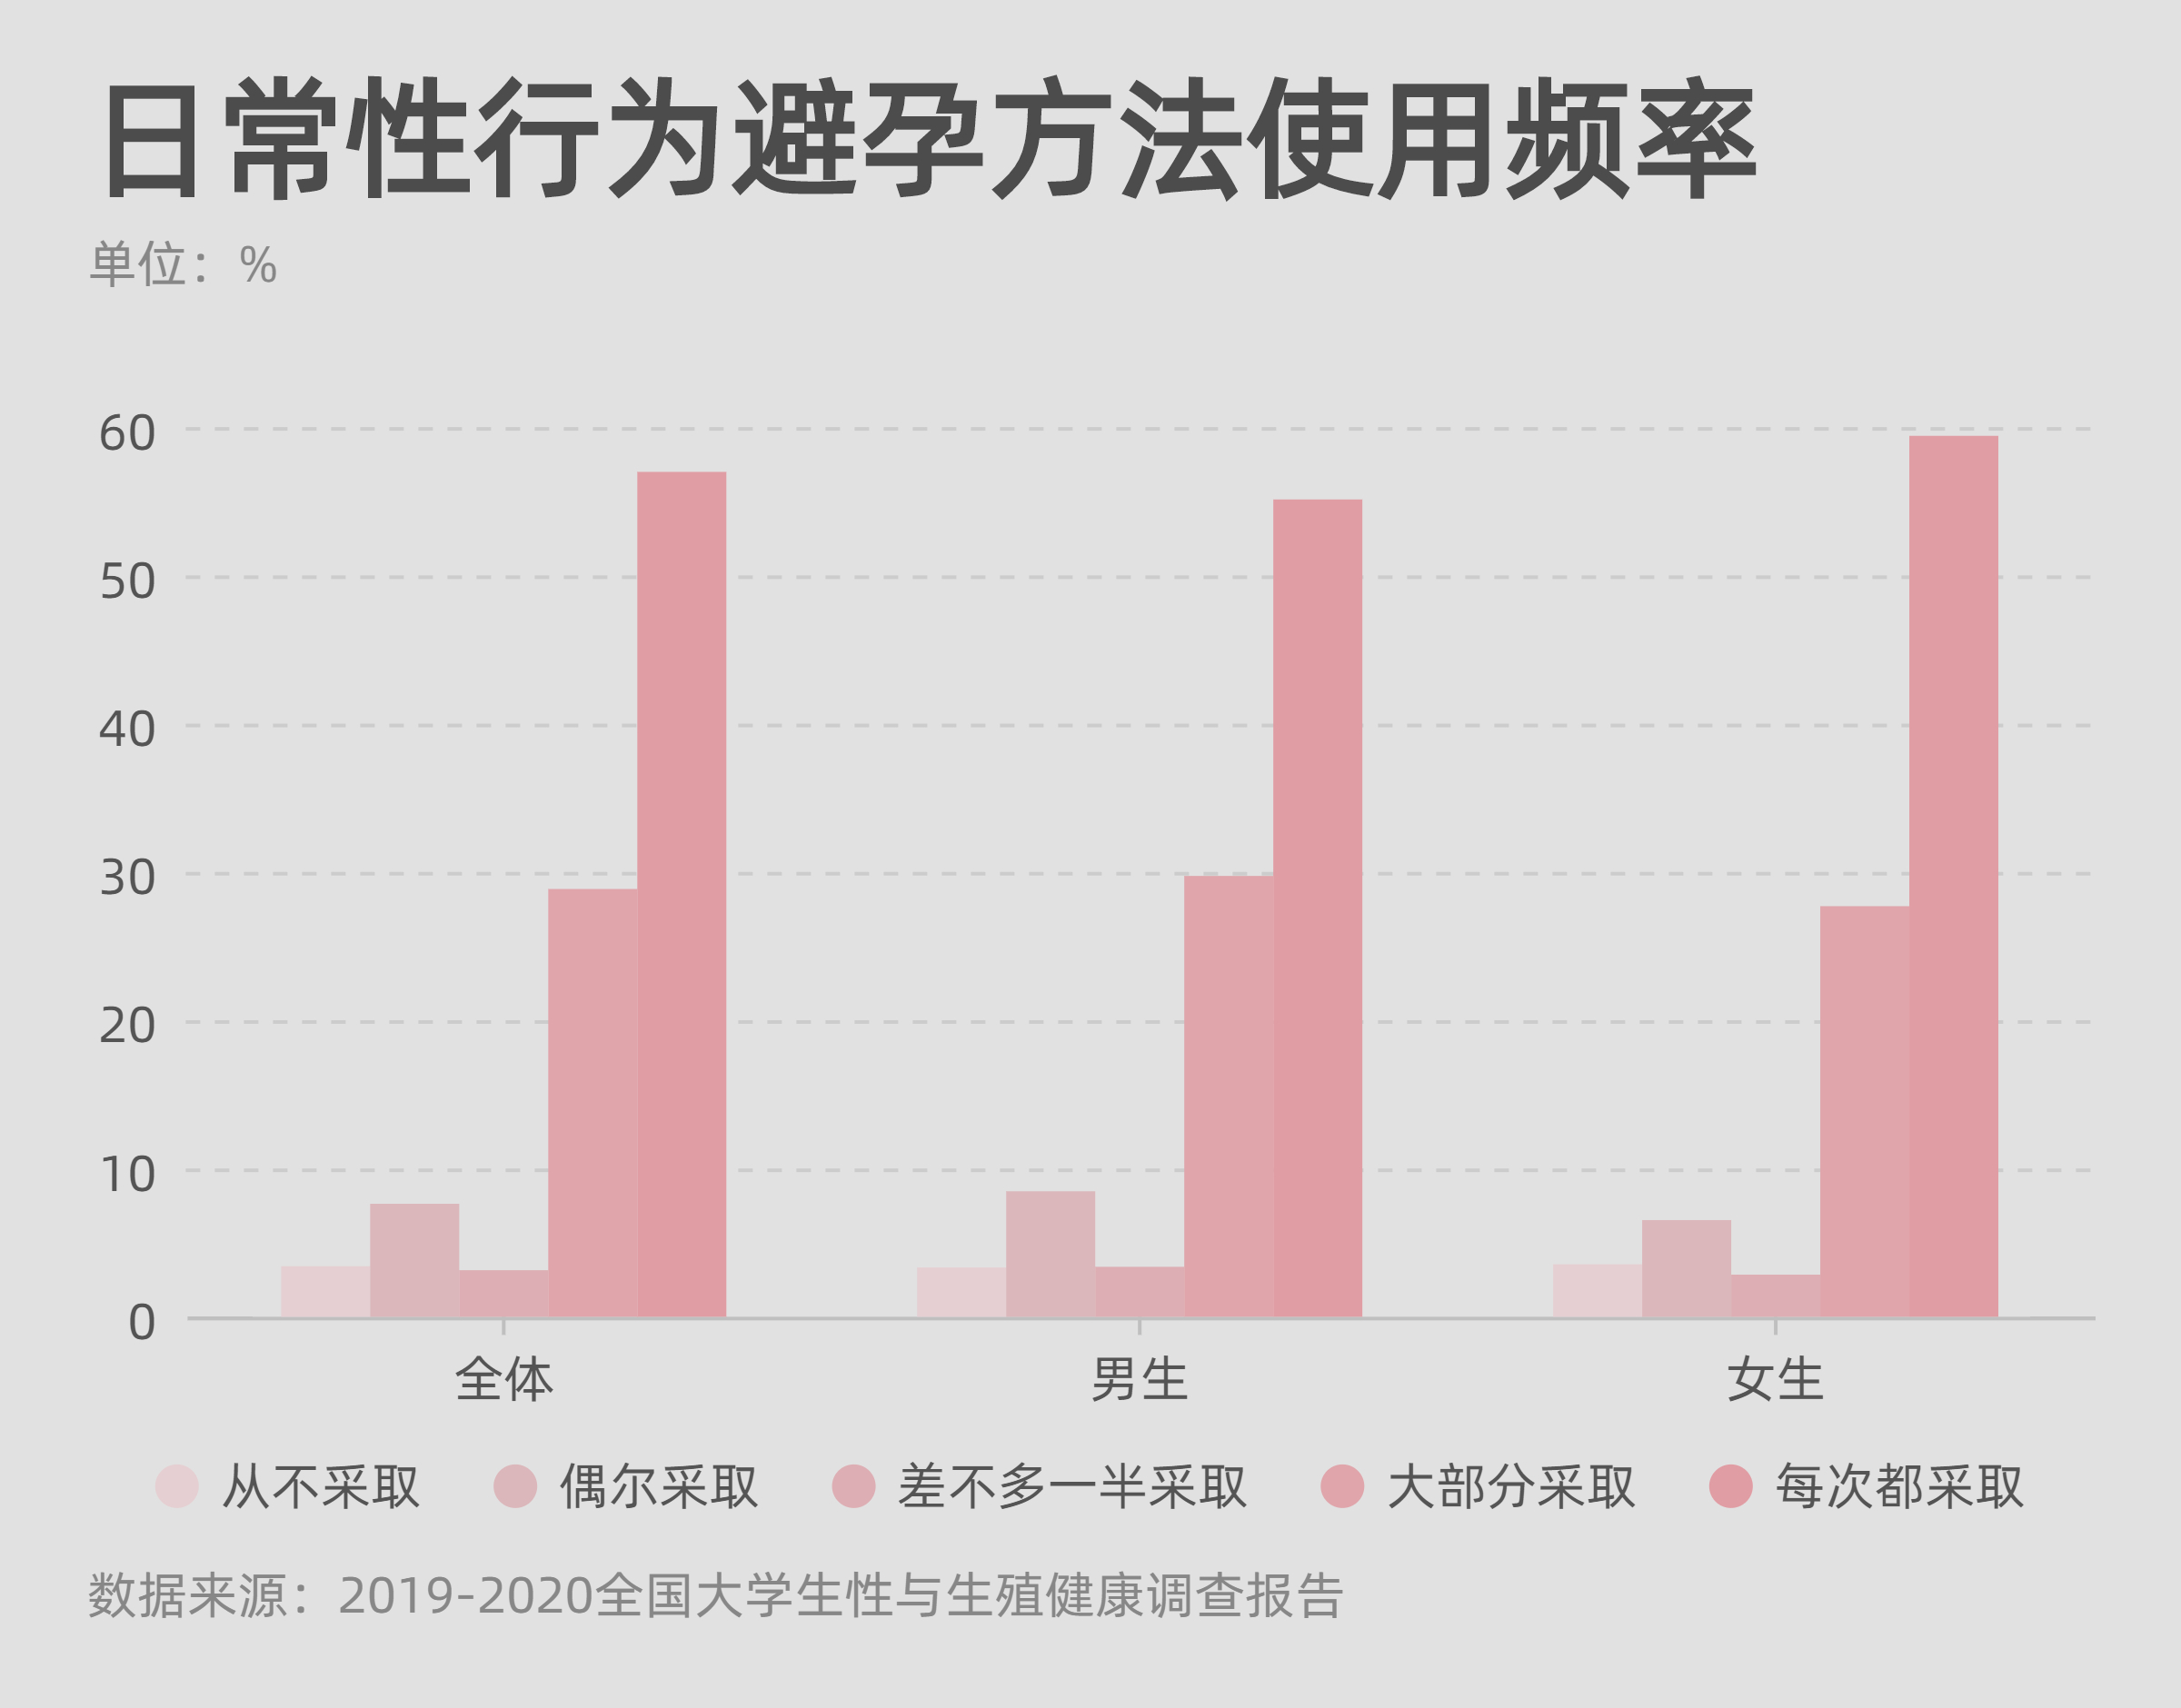 日常性行为避孕方法使用频率
单位：%
60
50
40
30
20
10
0
全体 男生 女生
从不采取 偶尔采取 差不多一半采取 大部分采取 每次都采取
数据来源：2019-2020全国大学生性与生殖健康调查报告